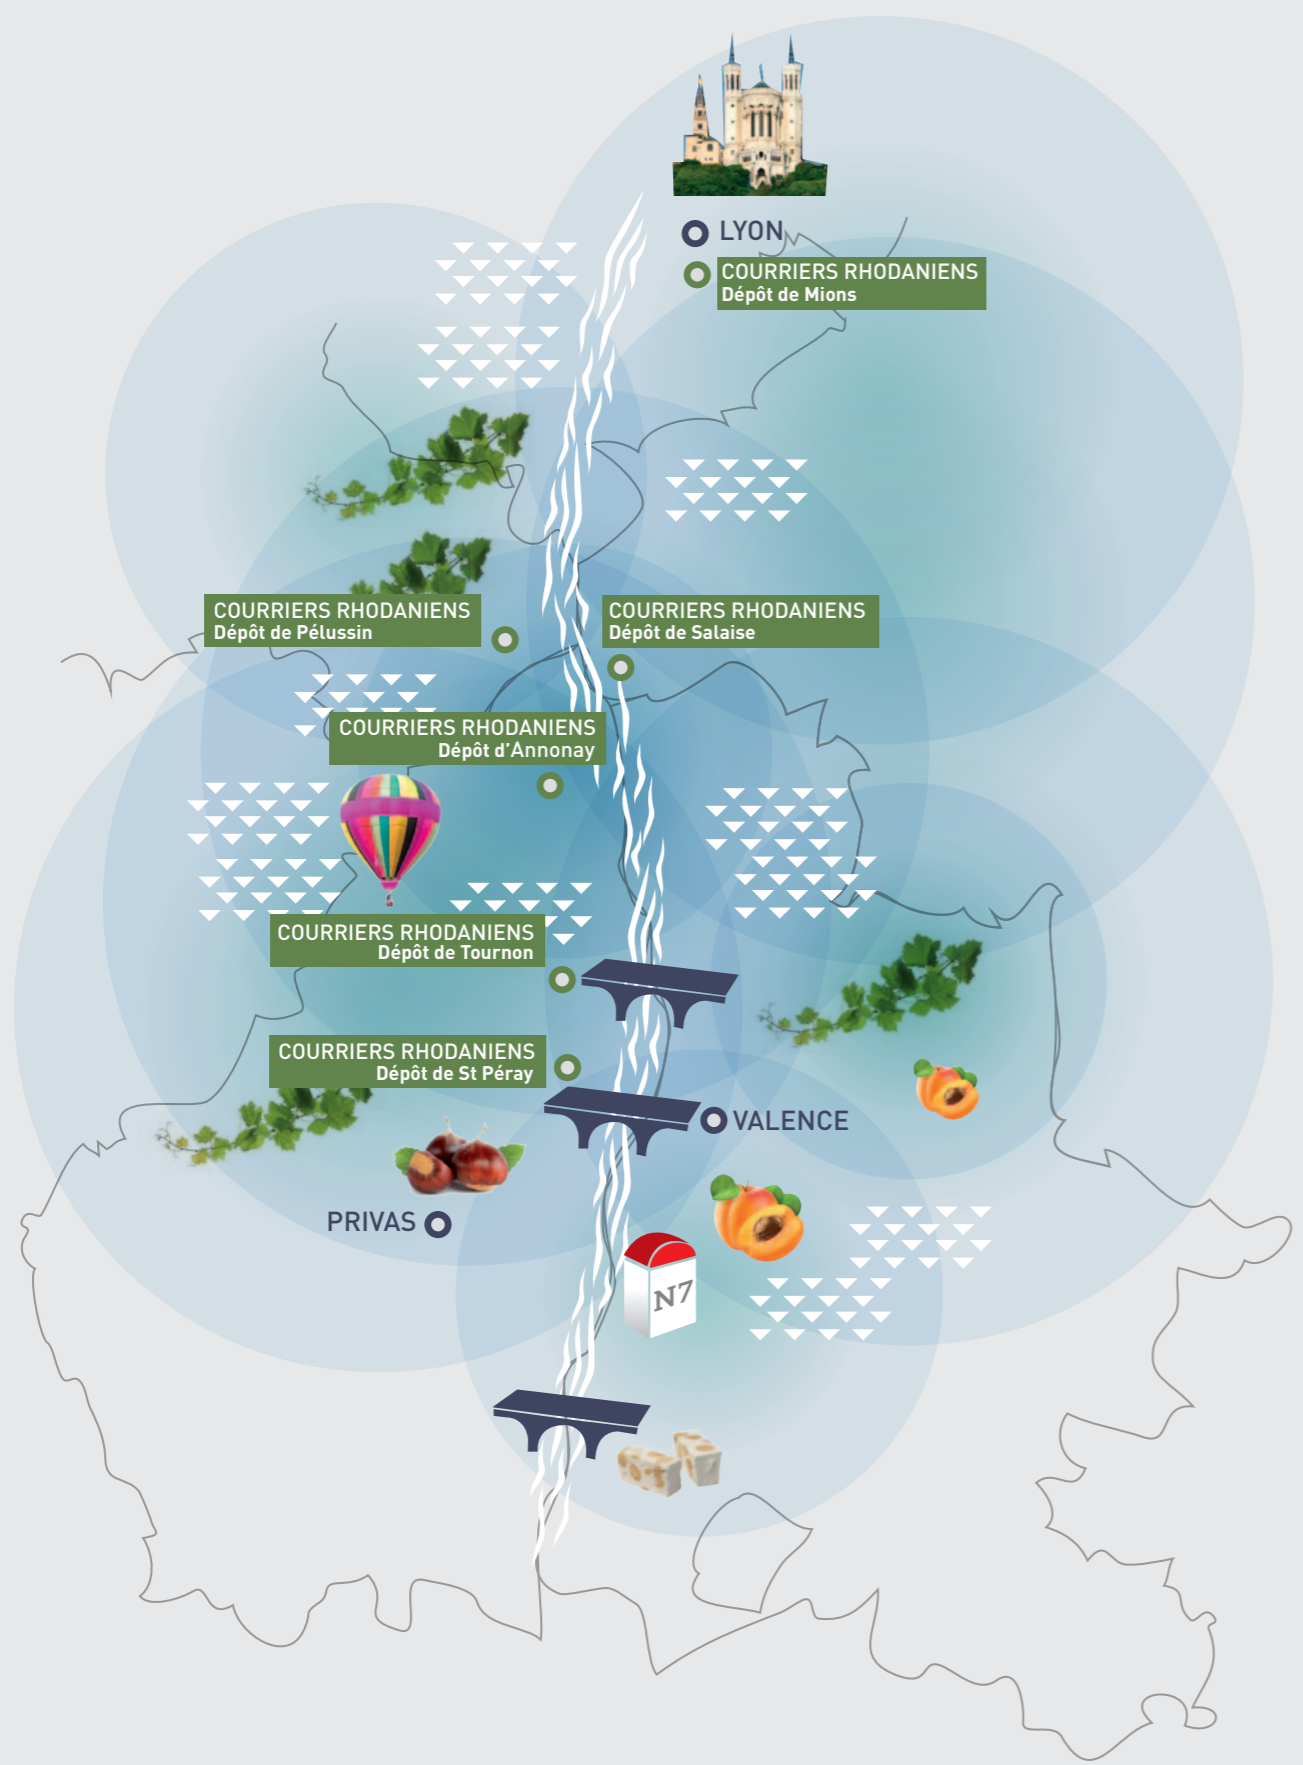 LYON
COURRIERS RHODANIENS
Dépôt de Mions
COURRIERS RHODANIENS
Dépôt de Pélussin
COURRIERS RHODANIENS
Dépôt de Salaise
COURRIERS RHODANIENS
Dépôt d'Annonay
COURRIERS RHODANIENS
Dépôt de Tournon
COURRIERS RHODANIENS
Dépôt de St Péray
VALENCE
PRIVAS
N7